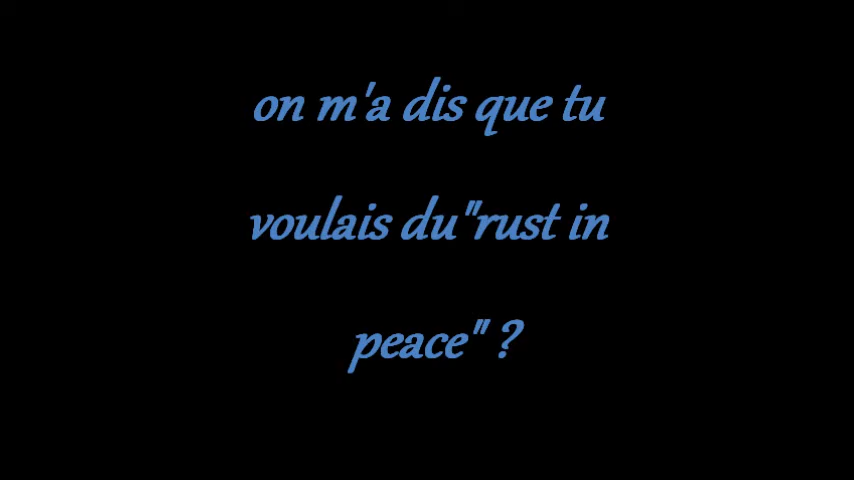 on m'a dis que tu
voulais du"rust in
peace" ?